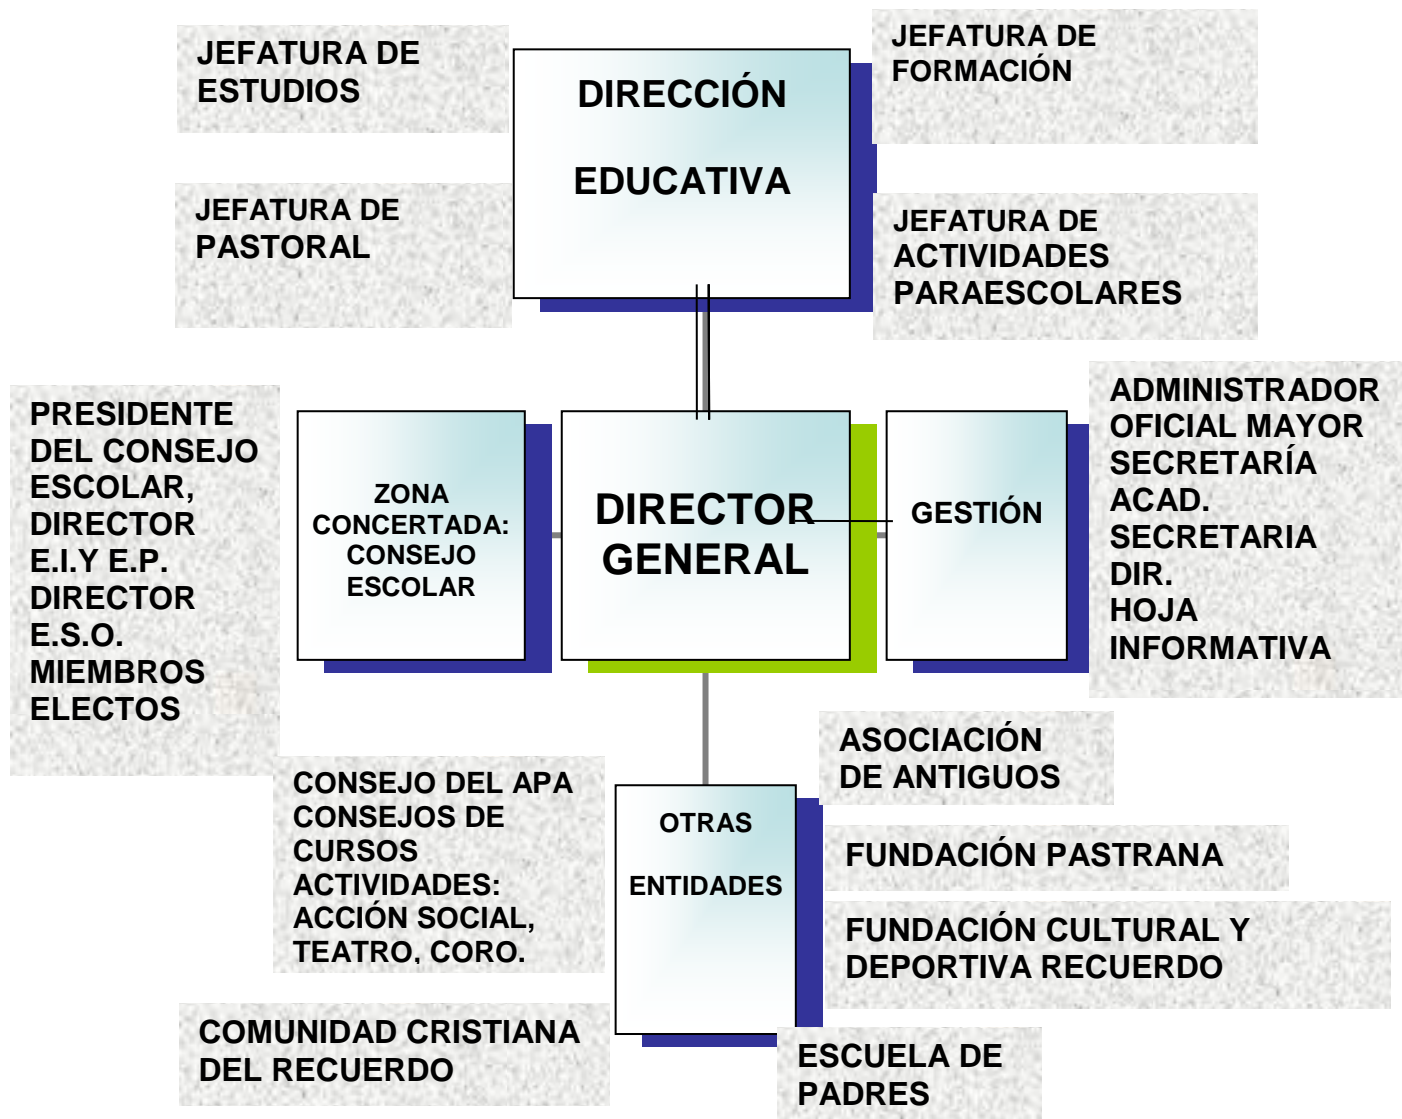 JEFATURA DE
ESTUDIOS
DIRECCIÓN
EDUCATIVA
JEFATURA DE
FORMACIÓN
JEFATURA DE
PASTORAL
JEFATURA DE
ACTIVIDADES
PARAESCOLARES
PRESIDENTE
DEL CONSEJO
ESCOLAR,
DIRECTOR
E.I.Y E.P.
DIRECTOR
E.S.O.
MIEMBROS
ELECTOS
ZONA
CONCERTADA:
CONSEJO
ESCOLAR
DIRECTOR
GENERAL
GESTIÓN
ADMINISTRADOR
OFICIAL MAYOR
SECRETARÍA
ACAD.
SECRETARIA
DIR.
HOJA
INFORMATIVA
CONSEJO DEL APA
CONSEJOS DE
CURSOS
ACTIVIDADES:
ACCIÓN SOCIAL,
TEATRO, CORO.
OTRAS
ENTIDADES
ASOCIACIÓN
DE ANTIGUOS
FUNDACIÓN PASTRANA
FUNDACIÓN CULTURAL Y
DEPORTIVA RECUERDO
COMUNIDAD CRISTIANA
DEL RECUERDO
ESCUELA DE
PADRES